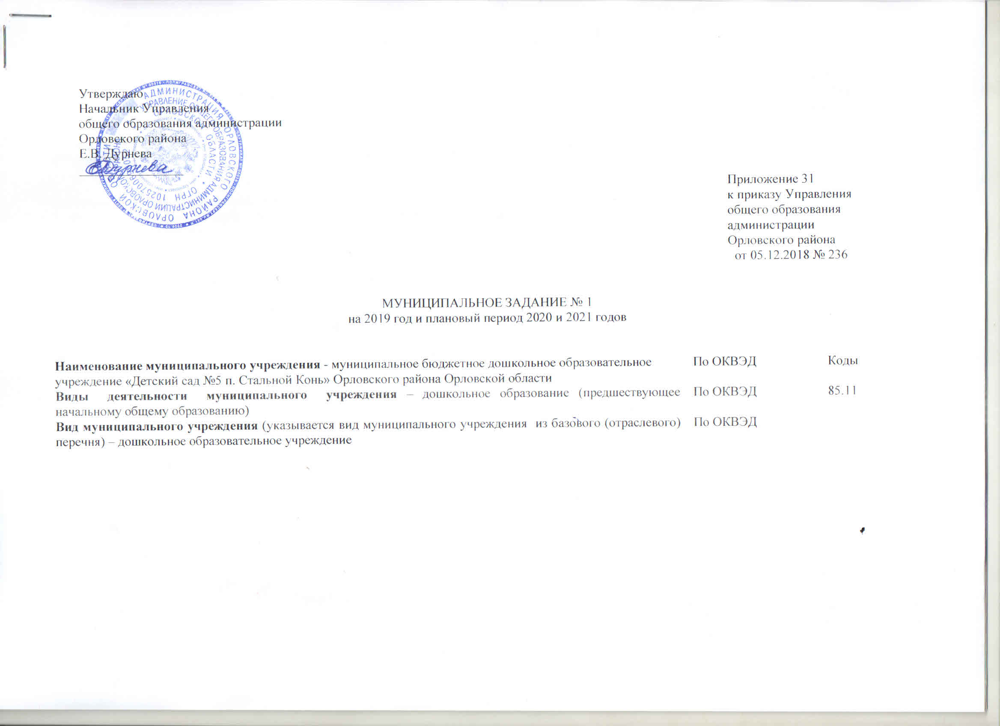 Утверждаю
Начальник Управления
общего образования администрации
Орловского района
Е.В. Дурнева
Дурнева
АДМИНИСТРАЦИЯ ОРЛОВСКОГО РАЙОНА ОРЛОВСКОЙ ОБЛАСТИ
УПРАВЛЕНИЕ ОБЩЕГО ОБРАЗОВАНИЯ АДМИНИСТРАЦИИ ОРЛОВСКОГО РАЙОНА
ОРЛОВСКОЙ ОБЛАСТИ • ОГРН
Приложение 31
к приказу Управления
общего образования
администрации
Орловского района
от 05.12.2018 № 236
МУНИЦИПАЛЬНОЕ ЗАДАНИЕ № 1
на 2019 год и плановый период 2020 и 2021 годов
Наименование муниципального учреждения - муниципальное бюджетное дошкольное образовательное По ОКВЭД Коды
учреждение «Детский сад №5 п. Стальной Конь» Орловского района Орловской области
Виды деятельности муниципального учреждения – дошкольное образование (предшествующее По ОКВЭД 85.11
начальному общему образованию)
Вид муниципального учреждения (указывается вид муниципального учреждения из базового (отраслевого) По ОКВЭД
перечня) – дошкольное образовательное учреждение